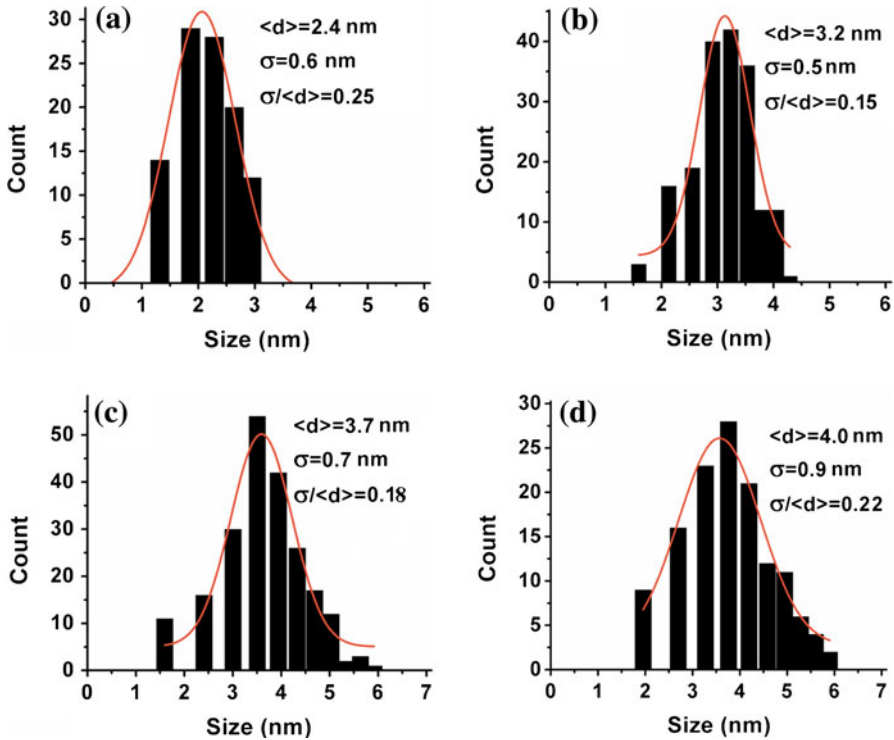 (a)
<d>=2.4 nm
σ=0.6 nm
σ/<d>=0.25
Count
30
25
20
15
10
5
0
0 1 2 3 4 5 6
Size (nm)
(b)
<d>=3.2 nm
σ=0.5 nm
σ/<d>=0.15
Count
40
30
20
10
0
0 1 2 3 4 5 6
Size (nm)
(c)
<d>=3.7 nm
σ=0.7 nm
σ/<d>=0.18
Count
50
40
30
20
10
0
0 1 2 3 4 5 6 7
Size (nm)
(d)
<d>=4.0 nm
σ=0.9 nm
σ/<d>=0.22
Count
30
25
20
15
10
5
0
0 1 2 3 4 5 6 7
Size (nm)